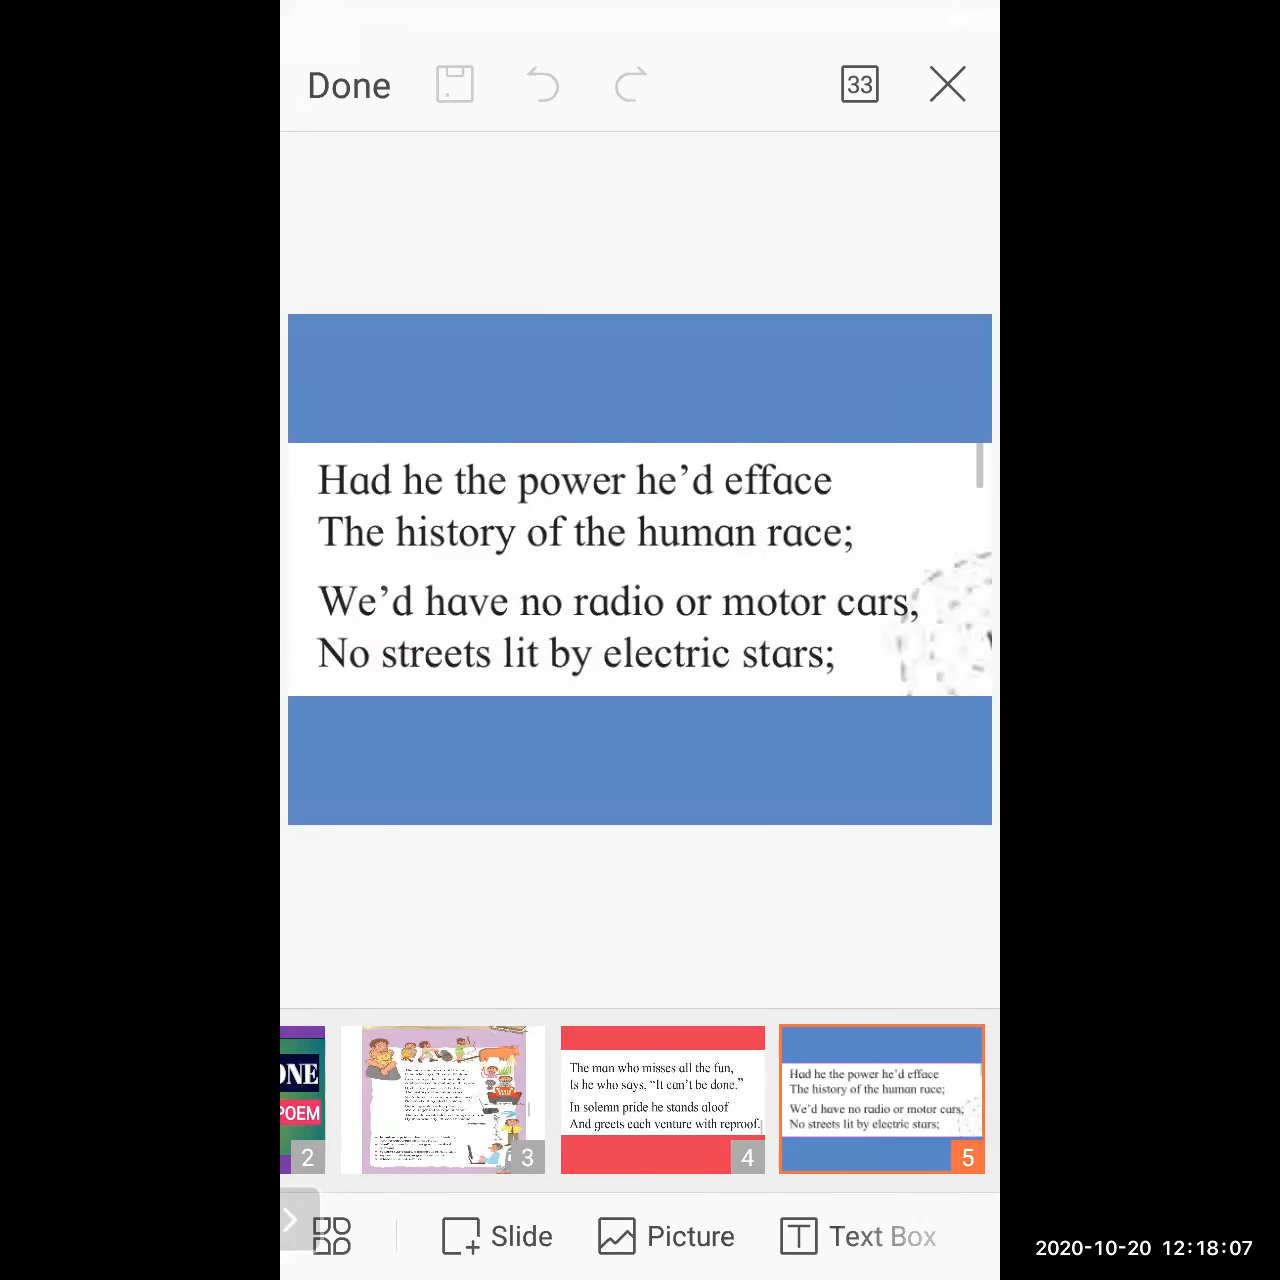 Done
33
Had he the power he’d efface
The history of the human race;
We’d have no radio or motor cars,
No streets lit by electric stars;
ONE
POEM
2
3
The man who misses all the fun,
Is he who says, “It can’t be done.”
In solemn pride he stands aloof
And greets each venture with reproof.
4
Had he the power he’d efface
The history of the human race;
We’d have no radio or motor cars,
No streets lit by electric stars;
5
Slide
Picture
Text Box
2020-10-20 12:18:07